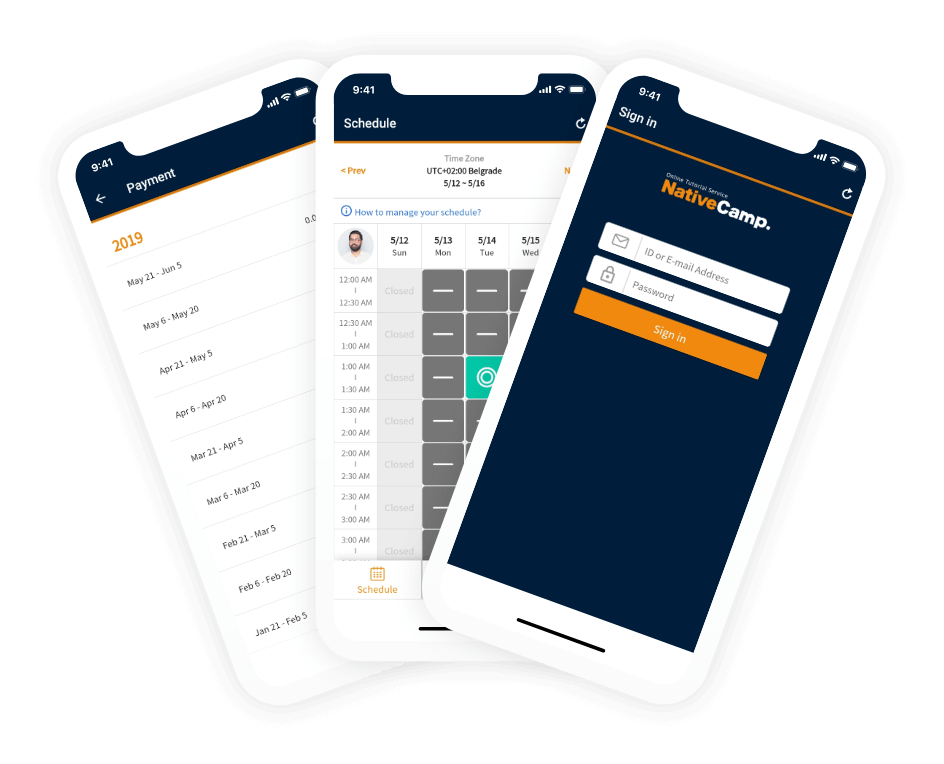 9:41
Payment
2019
0.0
May 21 - Jun 5
May 6 - May 20
Apr 21 - May 5
Apr 6 - Apr 20
Mar 21 - Apr 5
Mar 6 - Mar 20
Feb 21 - Mar 5
Feb 6 - Feb 20
Jan 21 - Feb 5
9:41
Schedule
Time Zone
< Prev UTC+02:00 Belgrade N
5/12 ~ 5/16
How to manage your schedule?
5/12 5/13 5/14 5/15
Sun Mon Tue Wed
12:00 AM
12:30 AM
Closed
12:30 AM
1:00 AM
Closed
1:00 AM
1:30 AM
Closed
1:30 AM
2:00 AM
Closed
2:00 AM
2:30 AM
Closed
2:30 AM
3:00 AM
Closed
3:00 AM
Closed
Schedule
9:41
Sign in
Online Tutorial Service
NativeCamp.
ID or E-mail Address
Password
Sign in